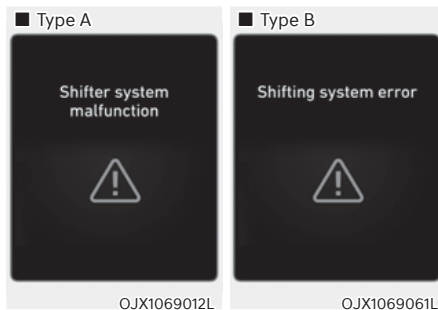 ■ Type A
Shifter system
malfunction
OJX1069012L
■ Type B
Shifting system error
OJX1069061L